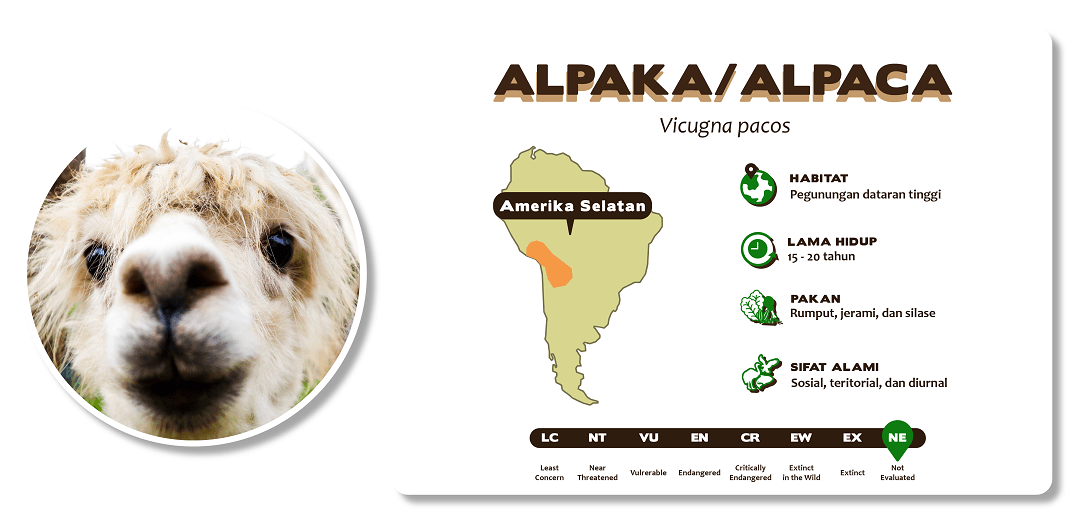 ALPAKA/ALPACA
Vicugna pacos
Amerika Selatan
HABITAT
Pegunungan dataran tinggi
LAMA HIDUP
15 - 20 tahun
PAKAN
Rumput, jerami, dan silase
SIFAT ALAMI
Sosial, teritorial, dan diurnal
LC NT VU EN CR EW EX NE
Least Near Vulrerable Endangered Critically Extinct Extinct Not
Concern Threatened Endangered in the Wild Evaluated